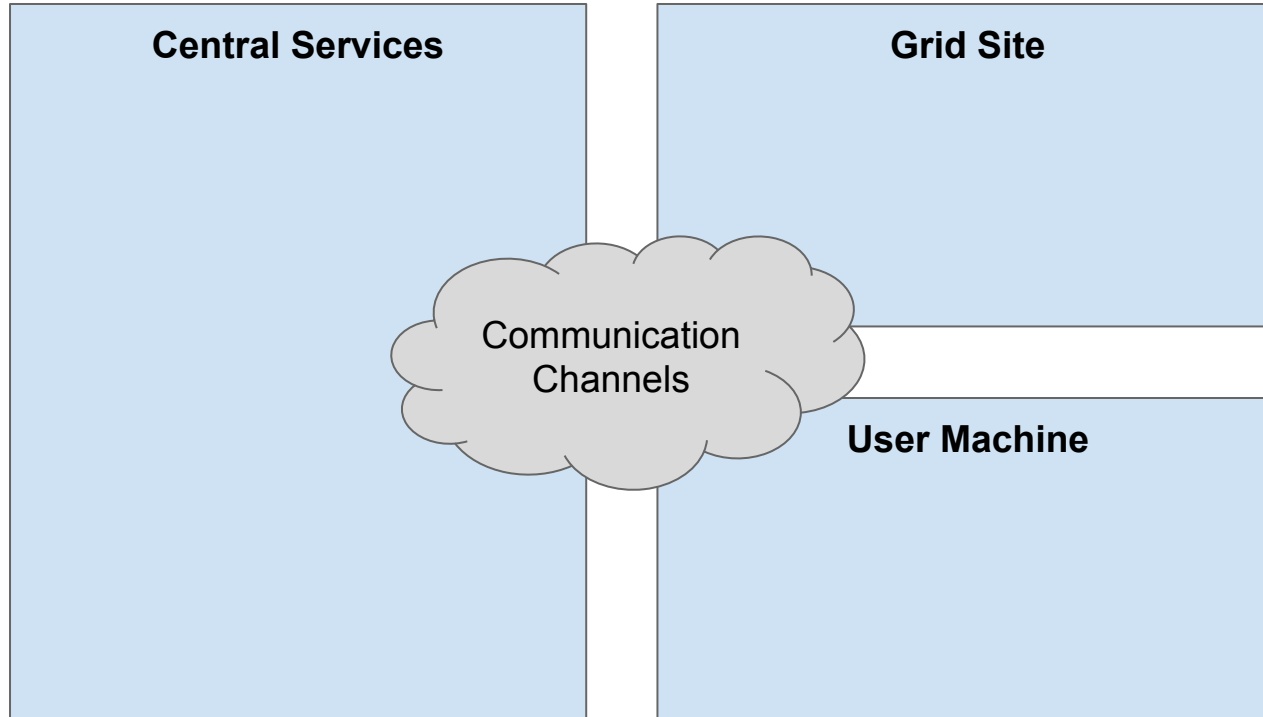 Central Services
Grid Site
Communication
Channels
User Machine